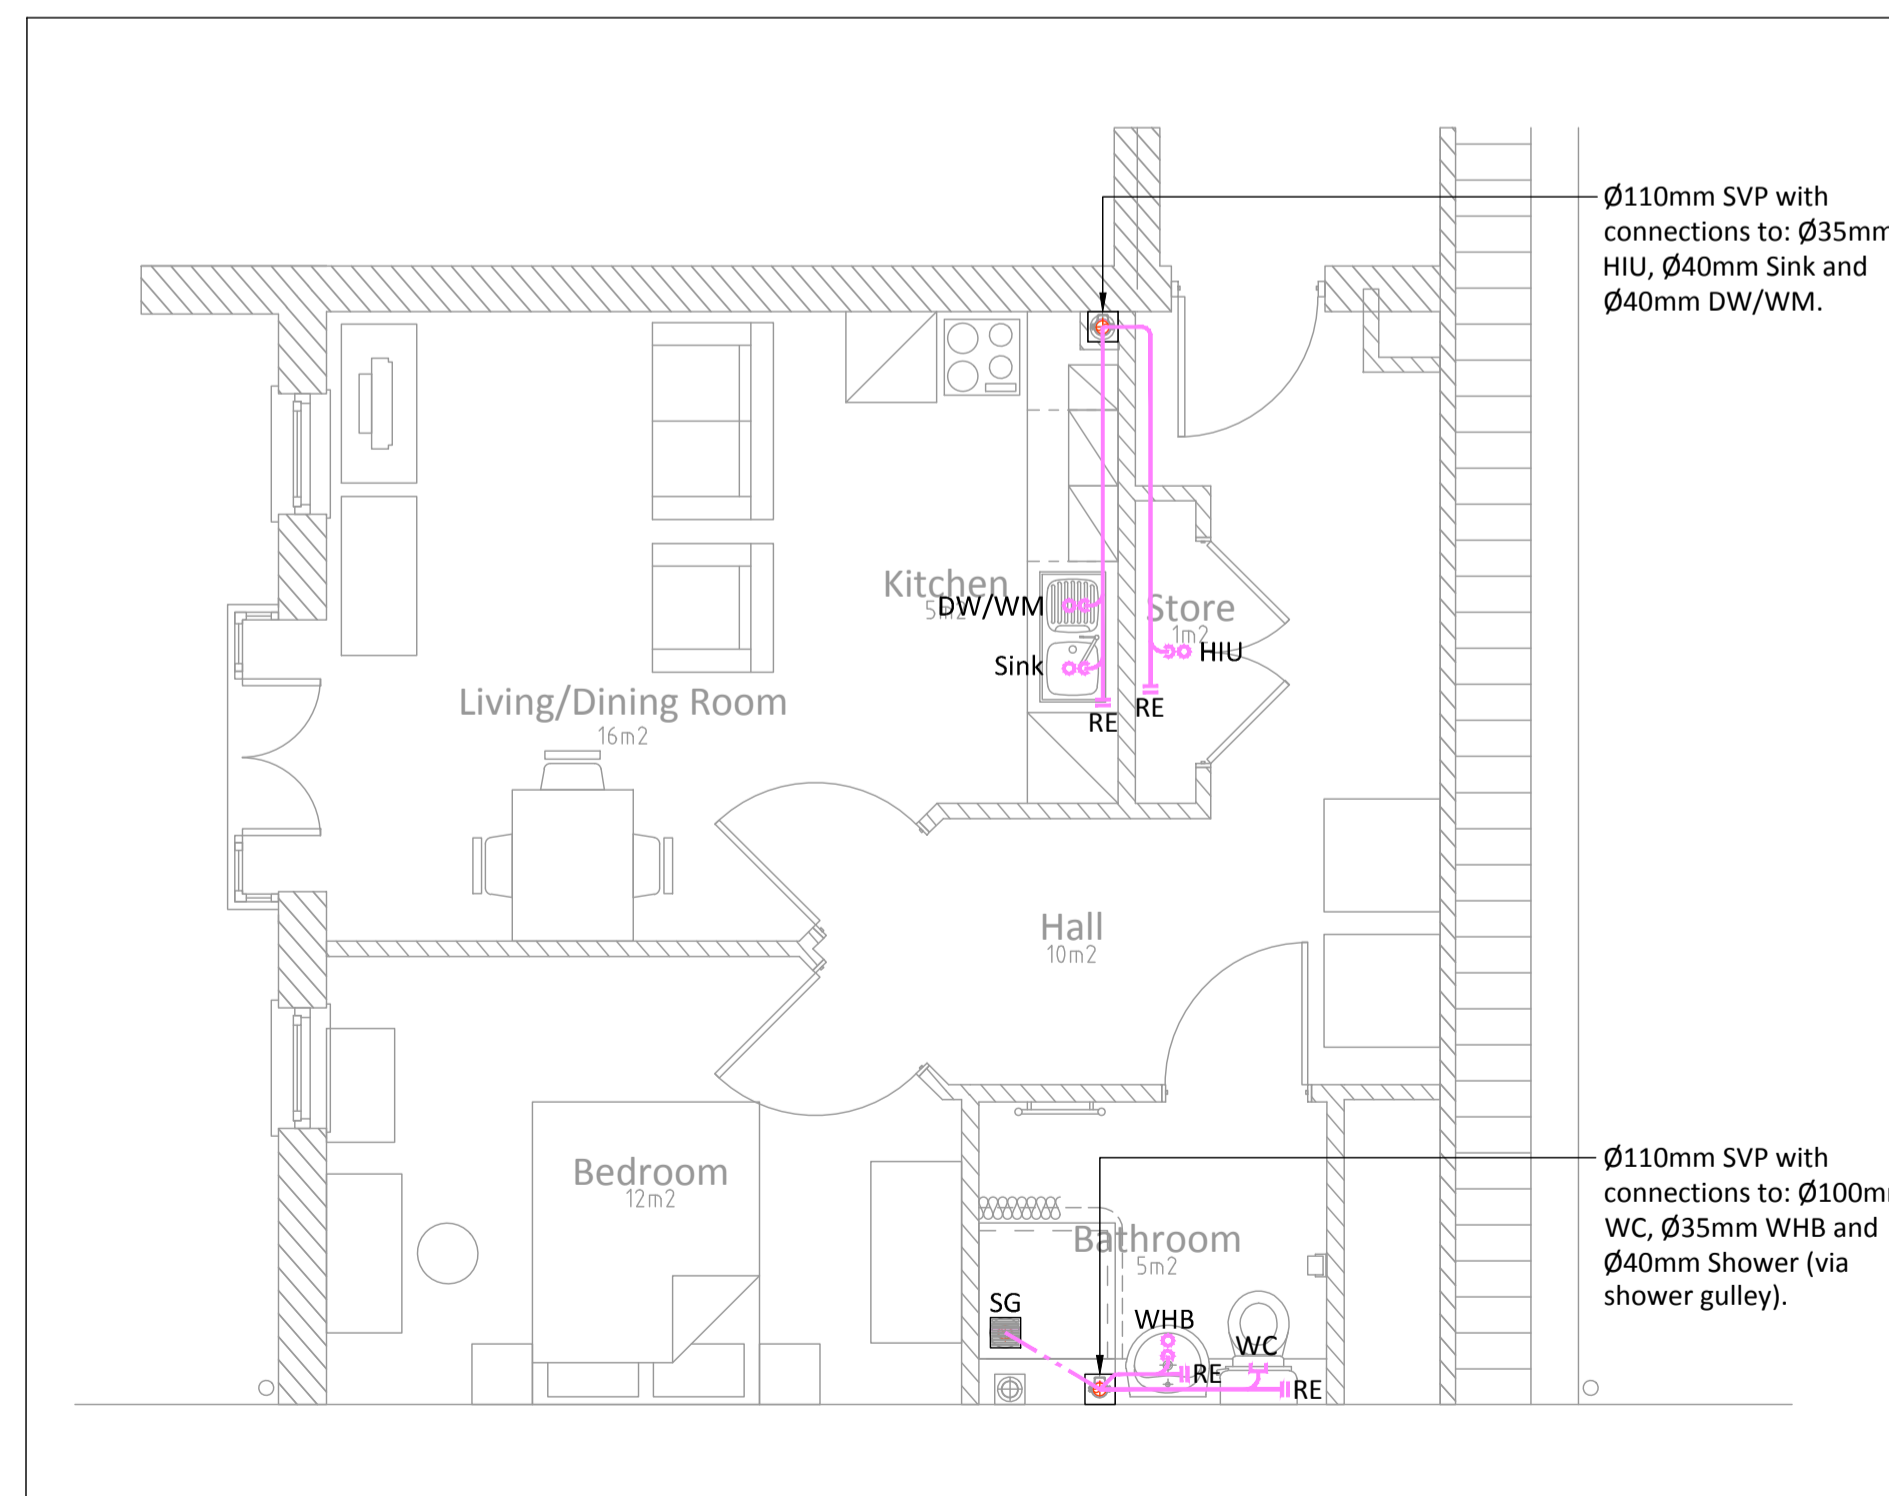 Ø110mm SVP with
connections to: Ø35mm
HIU, Ø40mm Sink and
Ø40mm DW/WM.
Kitchen
5m2
DW/WM
Store
1m2
HIU
Sink
Living/Dining Room
16m2
RE
RE
Hall
10m2
Bedroom
12m2
Ø110mm SVP with
connections to: Ø100m
WC, Ø35mm WHB and
Ø40mm Shower (via
shower gulley).
Bathroom
5m2
SG
WHB
WC
RE
RE